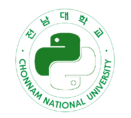 전남대학교
CHONNAM NATIONAL UNIVERSITY